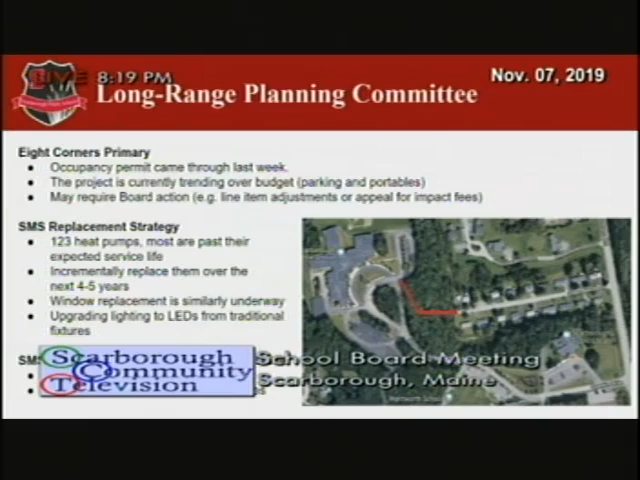 LIVE 8:19 PM
Nov. 07, 2019
Long-Range Planning Committee
Eight Corners Primary
● Occupancy permit came through last week.
● The project is currently trending over budget (parking and portables)
● May require Board action (e.g. line item adjustments or appeal for impact fees)
SMS Replacement Strategy
● 123 heat pumps, most are past their
expected service life
● Incrementally replace them over the
next 4-5 years
● Window replacement is similarly underway
● Upgrading lighting to LEDs from traditional
fixtures
SMS
Scarborough
Community
Television
School Board Meeting
Scarborough, Maine